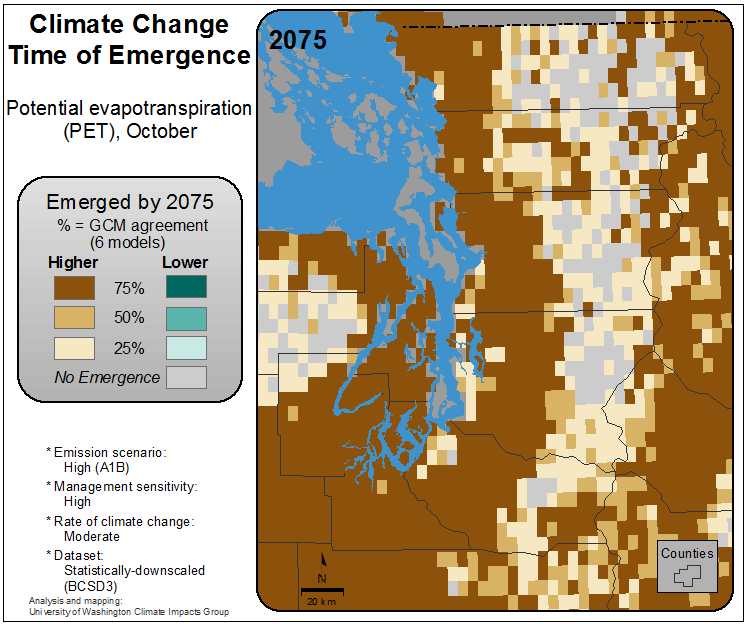 Climate Change
Time of Emergence
Potential evapotranspiration
(PET), October
Emerged by 2075
% = GCM agreement
(6 models)
Higher Lower
75%
50%
25%
No Emergence
* Emission scenario:
High (A1B)
* Management sensitivity:
High
* Rate of climate change:
Moderate
* Dataset:
Statistically-downscaled
(BCSD3)
Analysis and mapping:
University of Washington Climate Impacts Group
2075
N
20 km
Counties